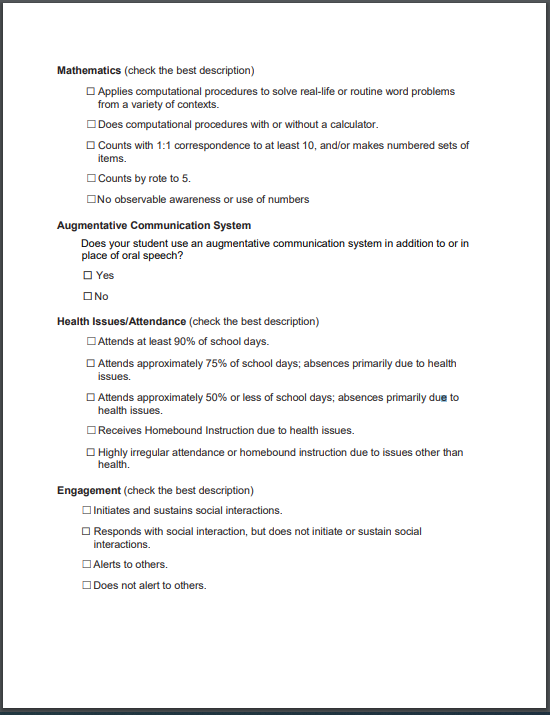 Mathematics (check the best description)
☐ Applies computational procedures to solve real-life or routine word problems
from a variety of contexts.
☐ Does computational procedures with or without a calculator.
☐ Counts with 1:1 correspondence to at least 10, and/or makes numbered sets of
items.
☐ Counts by rote to 5.
☐ No observable awareness or use of numbers
Augmentative Communication System
Does your student use an augmentative communication system in addition to or in
place of oral speech?
☐ Yes
☐ No
Health Issues/Attendance (check the best description)
☐ Attends at least 90% of school days.
☐ Attends approximately 75% of school days; absences primarily due to health
issues.
☐ Attends approximately 50% or less of school days; absences primarily due to
health issues.
☐ Receives Homebound Instruction due to health issues.
☐ Highly irregular attendance or homebound instruction due to issues other than
health.
Engagement (check the best description)
☐ Initiates and sustains social interactions.
☐ Responds with social interaction, but does not initiate or sustain social
interactions.
☐ Alerts to others.
☐ Does not alert to others.